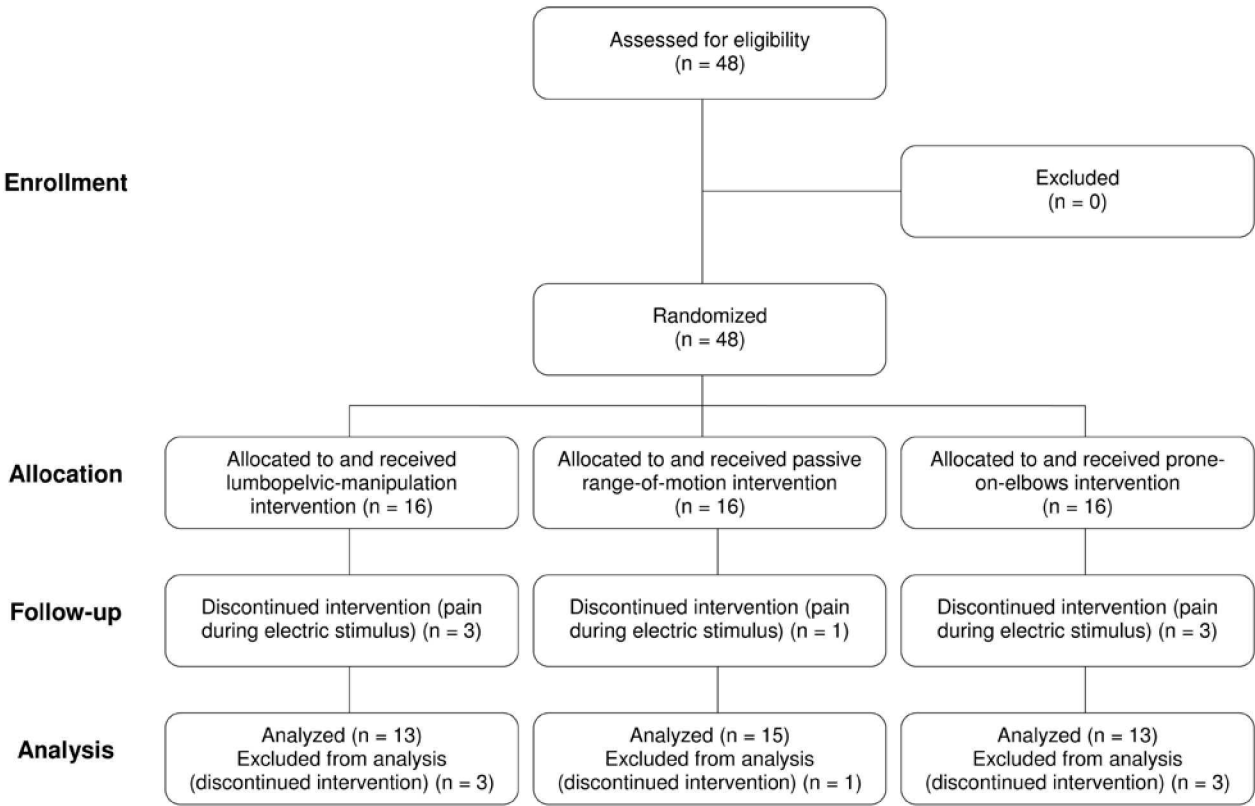 Assessed for eligibility
(n = 48)
Enrollment
Excluded
(n = 0)
Randomized
(n = 48)
Allocation
Allocated to and received
lumbopelvic-manipulation
intervention (n = 16)
Allocated to and received passive
range-of-motion intervention
(n = 16)
Allocated to and received prone-
on-elbows intervention
(n = 16)
Follow-up
Discontinued intervention (pain
during electric stimulus) (n = 3)
Discontinued intervention (pain
during electric stimulus) (n = 1)
Discontinued intervention (pain
during electric stimulus) (n = 3)
Analysis
Analyzed (n = 13)
Excluded from analysis
(discontinued intervention) (n = 3)
Analyzed (n = 15)
Excluded from analysis
(discontinued intervention) (n = 1)
Analyzed (n = 13)
Excluded from analysis
(discontinued intervention) (n = 3)